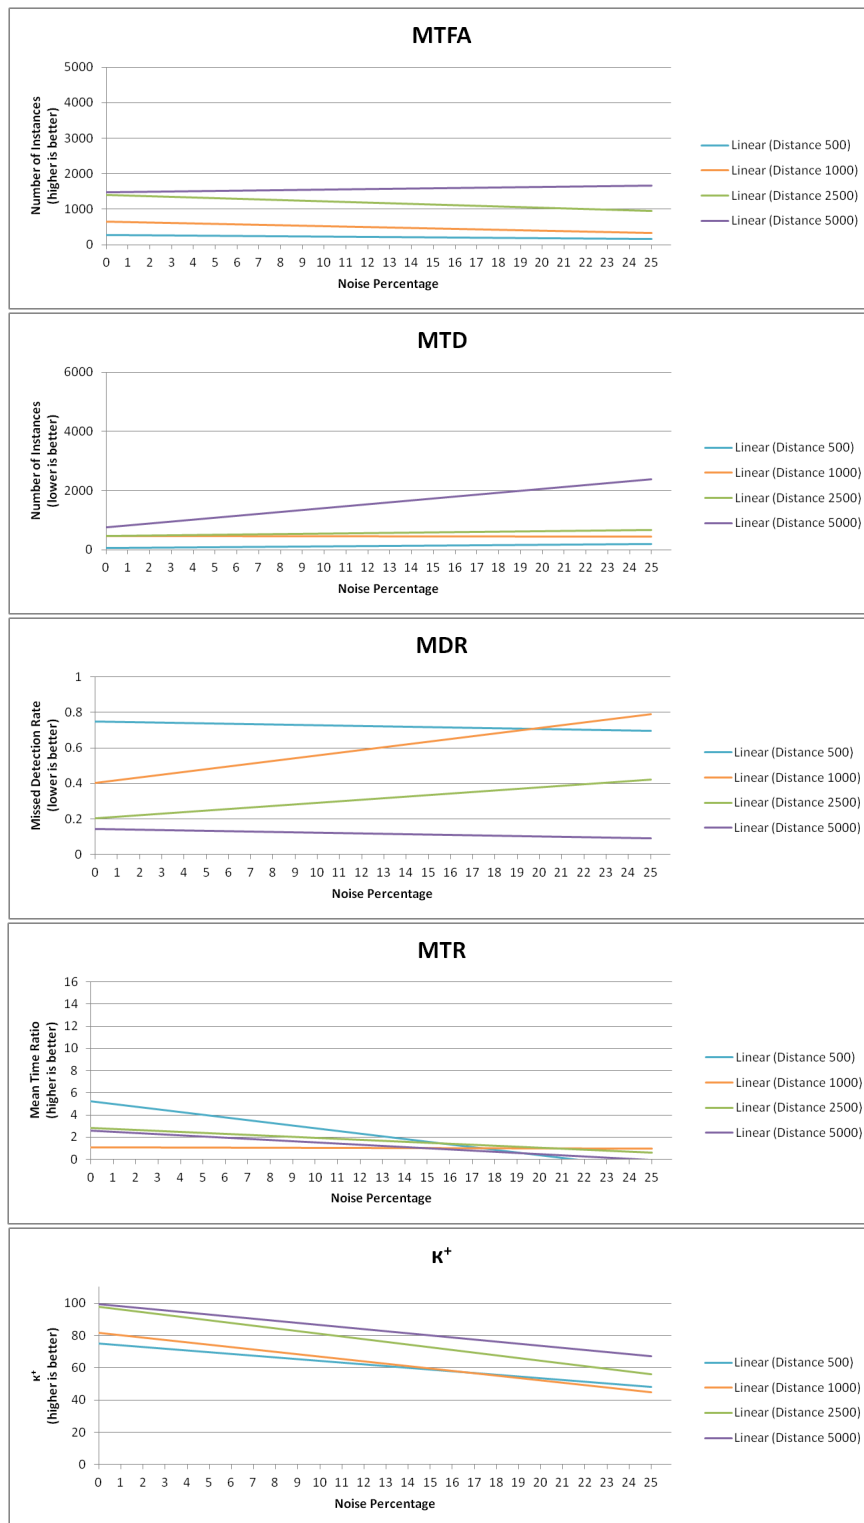 MTFA
5000
4000
3000
2000
1000
0
Number of Instances
(higher is better)
0 1 2 3 4 5 6 7 8 9 10 11 12 13 14 15 16 17 18 19 20 21 22 23 24 25
Noise Percentage
Linear (Distance 500)
Linear (Distance 1000)
Linear (Distance 2500)
Linear (Distance 5000)
MTD
6000
4000
2000
0
Number of Instances
(lower is better)
0 1 2 3 4 5 6 7 8 9 10 11 12 13 14 15 16 17 18 19 20 21 22 23 24 25
Noise Percentage
Linear (Distance 500)
Linear (Distance 1000)
Linear (Distance 2500)
Linear (Distance 5000)
MDR
1
0.8
0.6
0.4
0.2
0
Missed Detection Rate
(lower is better)
0 1 2 3 4 5 6 7 8 9 10 11 12 13 14 15 16 17 18 19 20 21 22 23 24 25
Noise Percentage
Linear (Distance 500)
Linear (Distance 1000)
Linear (Distance 2500)
Linear (Distance 5000)
MTR
16
14
12
10
8
6
4
2
0
Mean Time Ratio
(higher is better)
0 1 2 3 4 5 6 7 8 9 10 11 12 13 14 15 16 17 18 19 20 21 22 23 24 25
Noise Percentage
Linear (Distance 500)
Linear (Distance 1000)
Linear (Distance 2500)
Linear (Distance 5000)
κ⁺
100
80
60
40
20
0
κ⁺
(higher is better)
0 1 2 3 4 5 6 7 8 9 10 11 12 13 14 15 16 17 18 19 20 21 22 23 24 25
Noise Percentage
Linear (Distance 500)
Linear (Distance 1000)
Linear (Distance 2500)
Linear (Distance 5000)